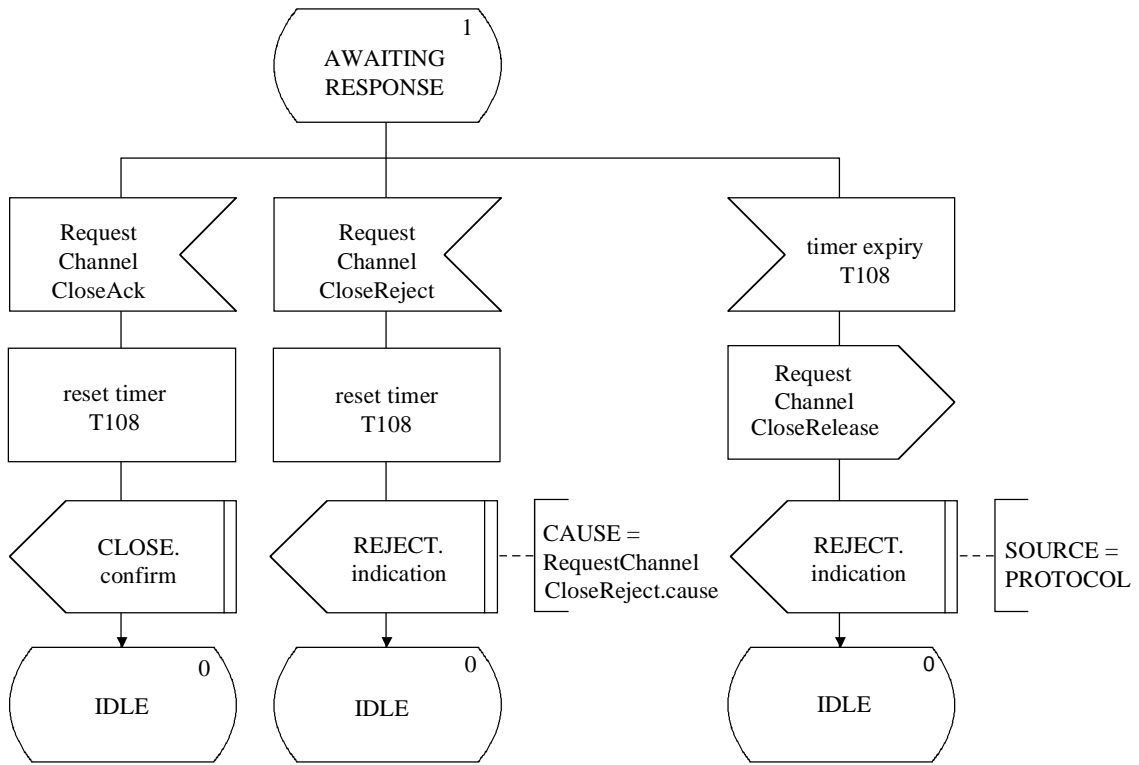 1
AWAITING
RESPONSE
Request
Channel
CloseAck
Request
Channel
CloseReject
timer expiry
T108
reset timer
T108
reset timer
T108
Request
Channel
CloseRelease
CLOSE.
confirm
REJECT.
indication
CAUSE =
RequestChannel
CloseReject.cause
REJECT.
indication
SOURCE =
PROTOCOL
0
IDLE
0
IDLE
0
IDLE